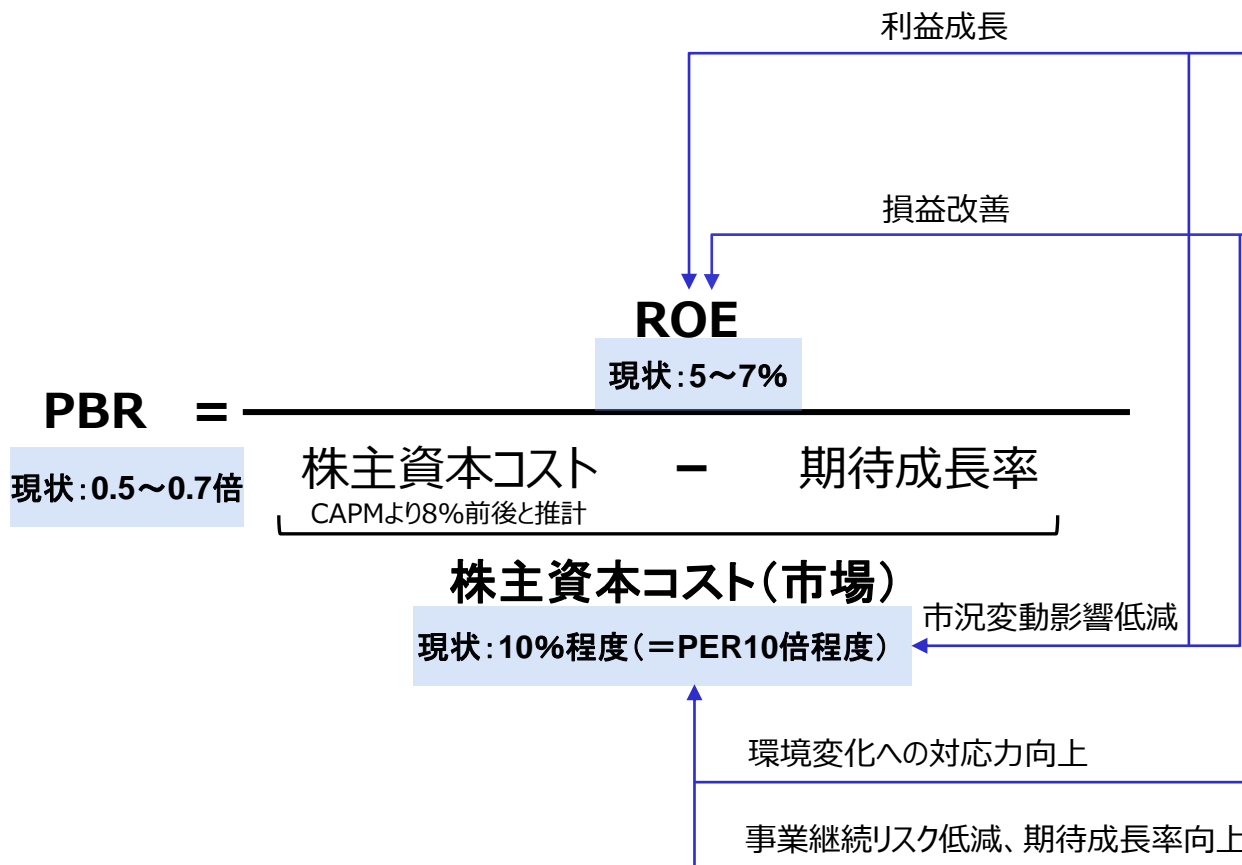 利益成長
損益改善
ROE
現状：5～7%
PBR =
現状：0.5～0.7倍
株主資本コスト － 期待成長率
CAPMより8%前後と推計
株主資本コスト（市場）
現状：10%程度（＝PER10倍程度）
市況変動影響低減
環境変化への対応力向上
事業継続リスク低減、期待成長率向上